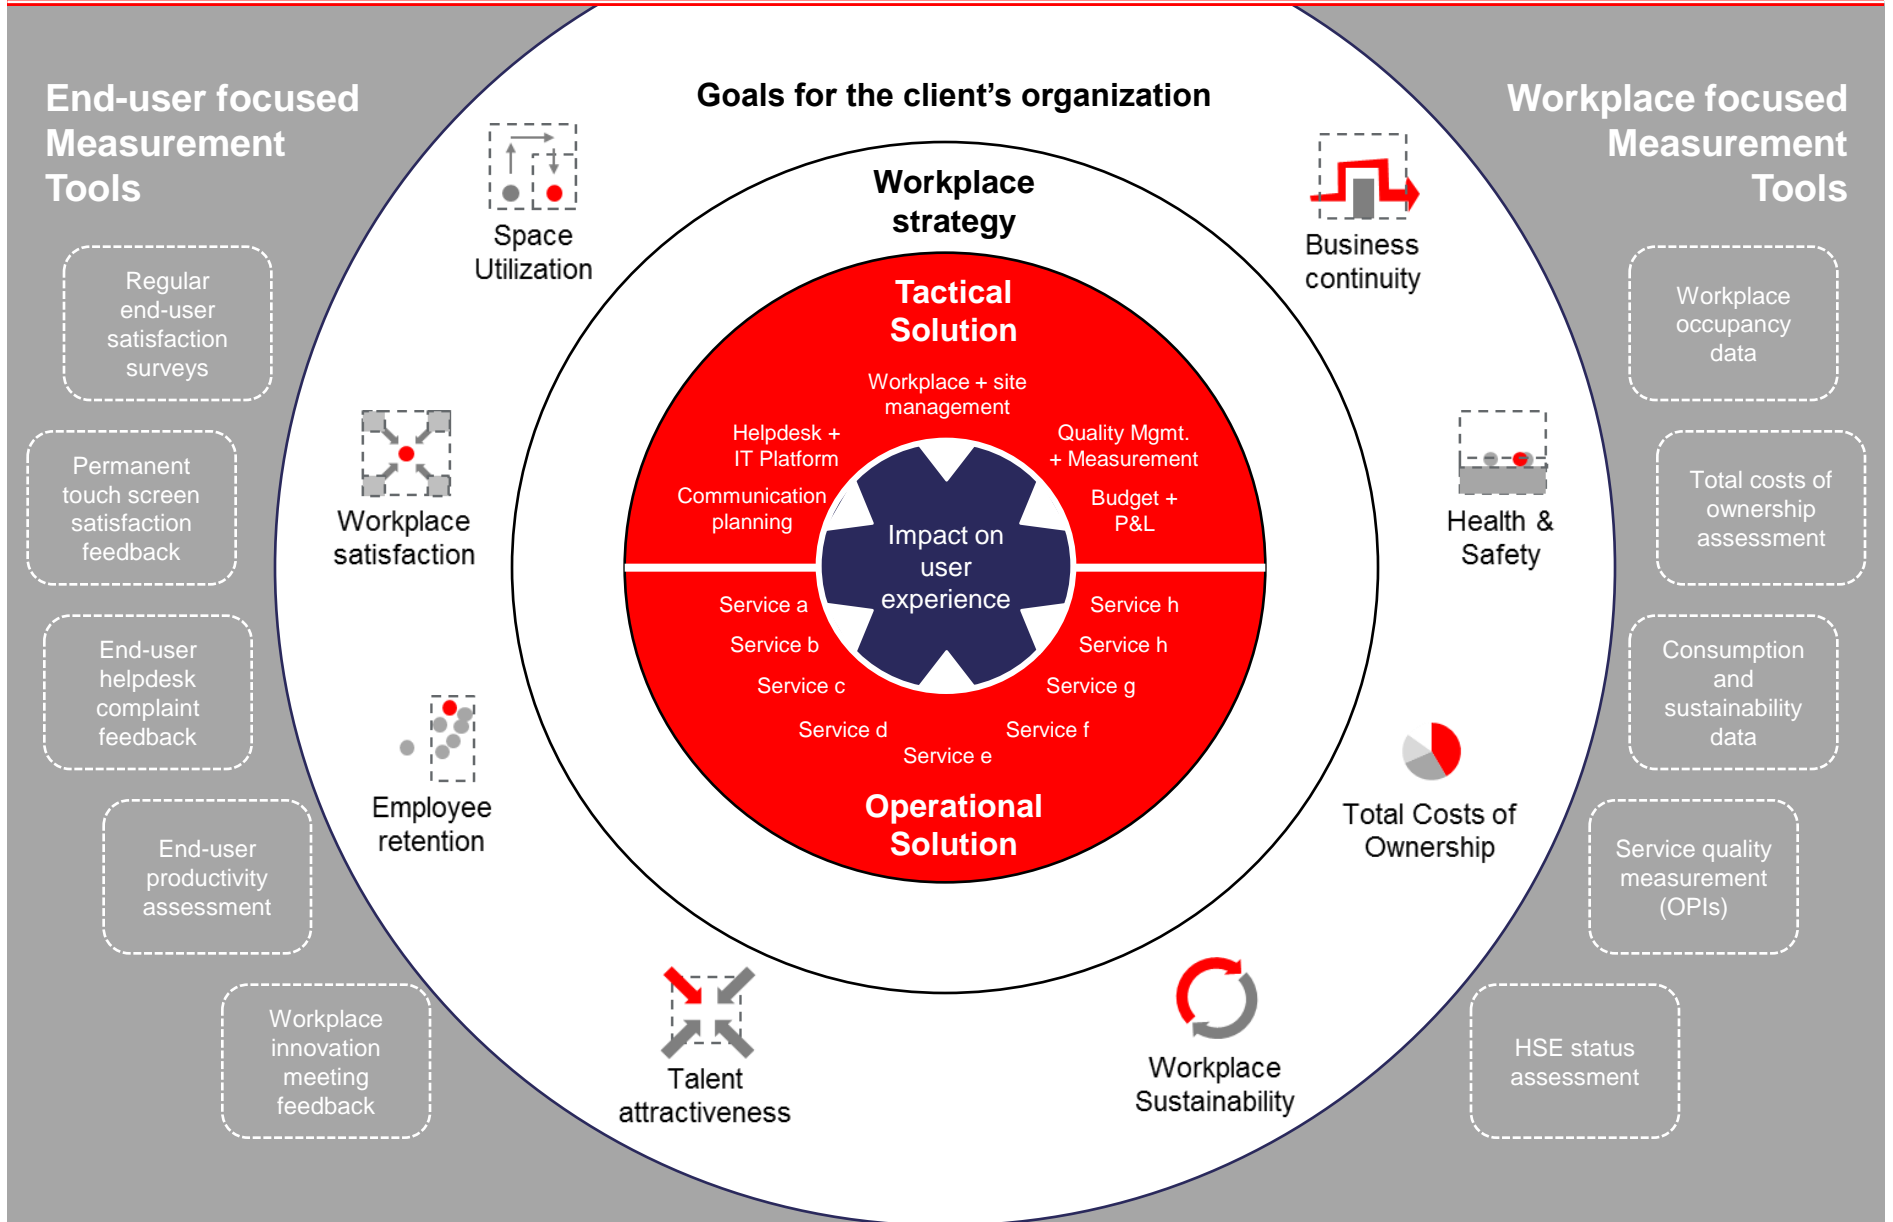 End-user focused
Measurement
Tools
Regular
end-user
satisfaction
surveys
Permanent
touch screen
satisfaction
feedback
End-user
helpdesk
complaint
feedback
End-user
productivity
assessment
Workplace
innovation
meeting
feedback
Goals for the client's organization
Space
Utilization
Workplace
satisfaction
Employee
retention
Talent
attractiveness
Business
continuity
Health &
Safety
Total Costs of
Ownership
Workplace
Sustainability
Workplace
strategy
Tactical
Solution
Workplace + site
management
Helpdesk +
IT Platform
Quality Mgmt.
+ Measurement
Communication
planning
Budget +
P&L
Impact on
user
experience
Service a
Service b
Service c
Service d
Service e
Service f
Service g
Service h
Service h
Operational
Solution
Workplace focused
Measurement
Tools
Workplace
occupancy
data
Total costs of
ownership
assessment
Consumption
and
sustainability
data
Service quality
measurement
(OPIs)
HSE status
assessment